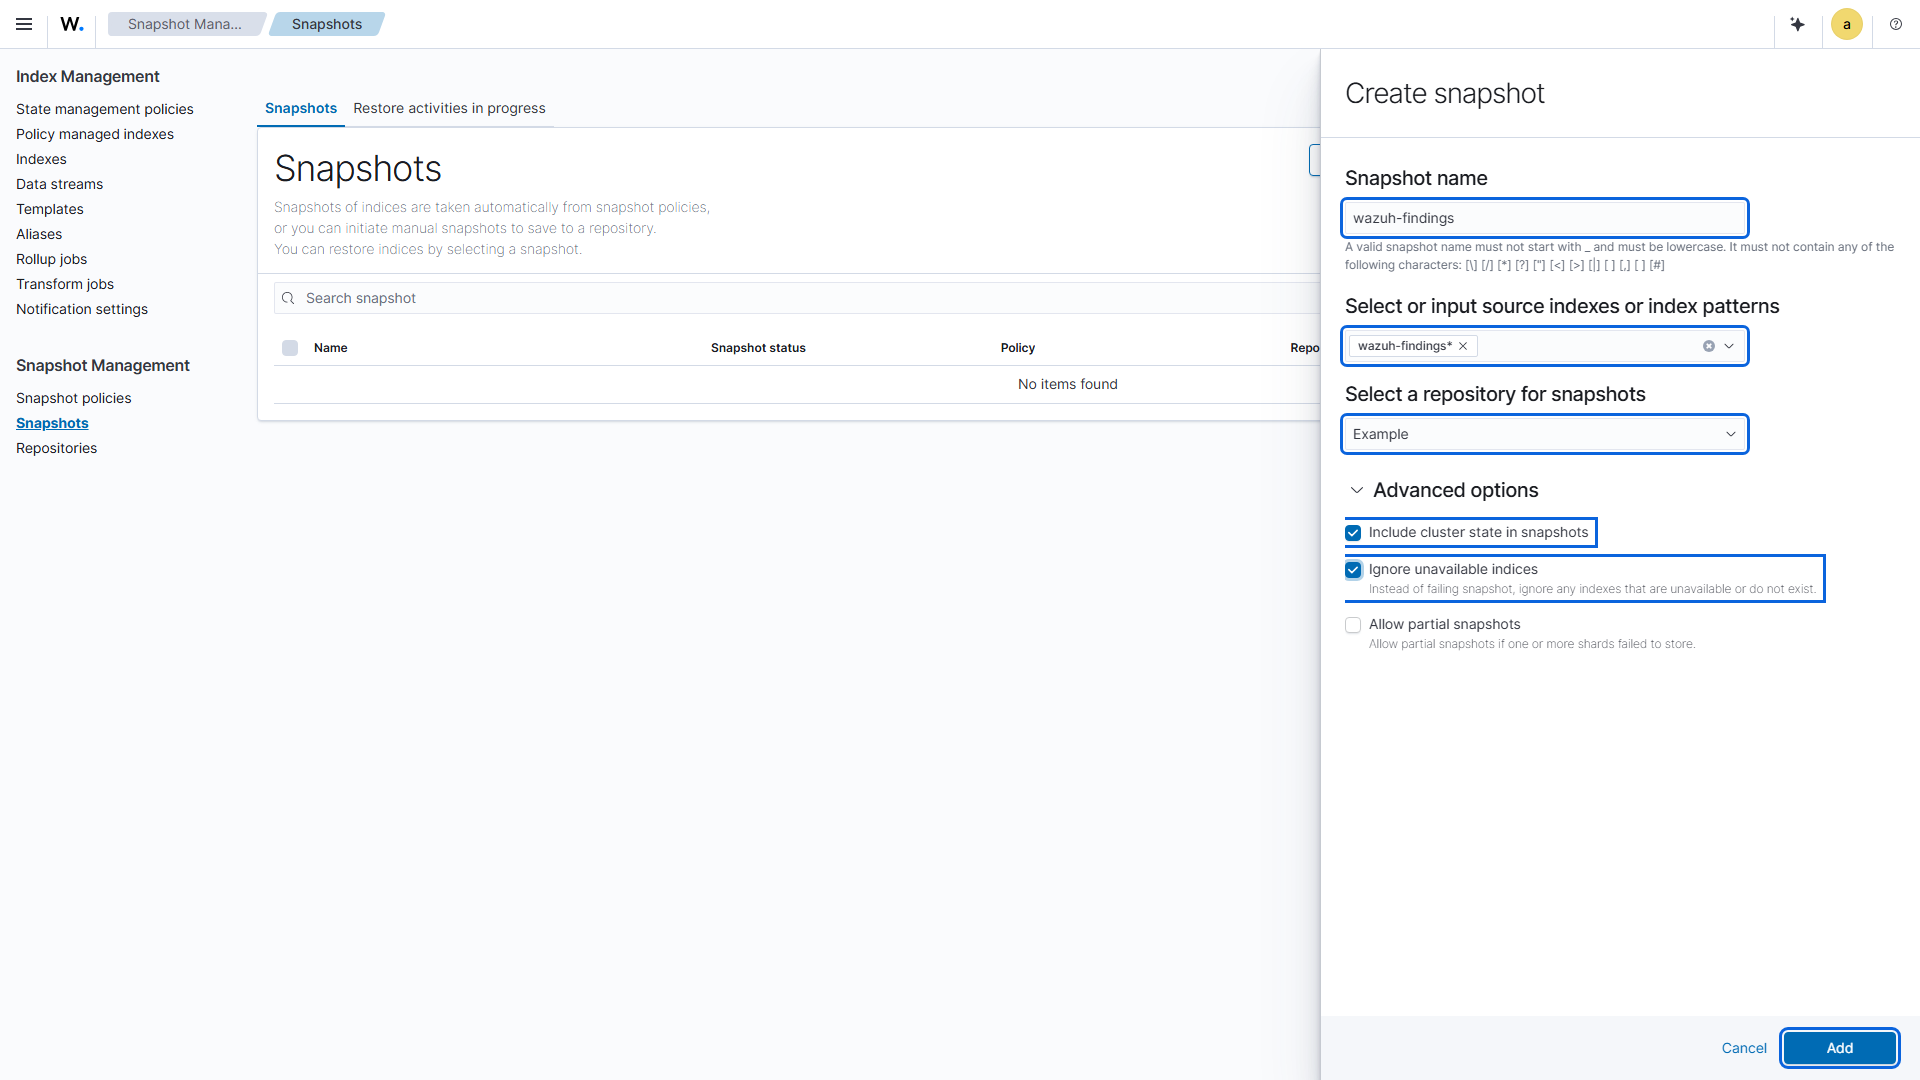 W.
Snapshot Mana...
Snapshots
a
Index Management
State management policies
Policy managed indexes
Indexes
Data streams
Templates
Aliases
Rollup jobs
Transform jobs
Notification settings
Snapshot Management
Snapshot policies
Snapshots
Repositories
Snapshots
Restore activities in progress
Snapshots
Snapshots of indices are taken automatically from snapshot policies,
or you can initiate manual snapshots to save to a repository.
You can restore indices by selecting a snapshot.
Search snapshot
Name
Snapshot status
Policy
Repo
No items found
Create snapshot
Snapshot name
wazuh-findings
A valid snapshot name must not start with _ and must be lowercase. It must not contain any of the
following characters: [\] [/] [*] [?] ["] [<] [>] [|] [ ] [,] [ ] [#]
Select or input source indexes or index patterns
wazuh-findings*
Select a repository for snapshots
Example
Advanced options
Include cluster state in snapshots
Ignore unavailable indices
Instead of failing snapshot, ignore any indexes that are unavailable or do not exist.
Allow partial snapshots
Allow partial snapshots if one or more shards failed to store.
Cancel
Add